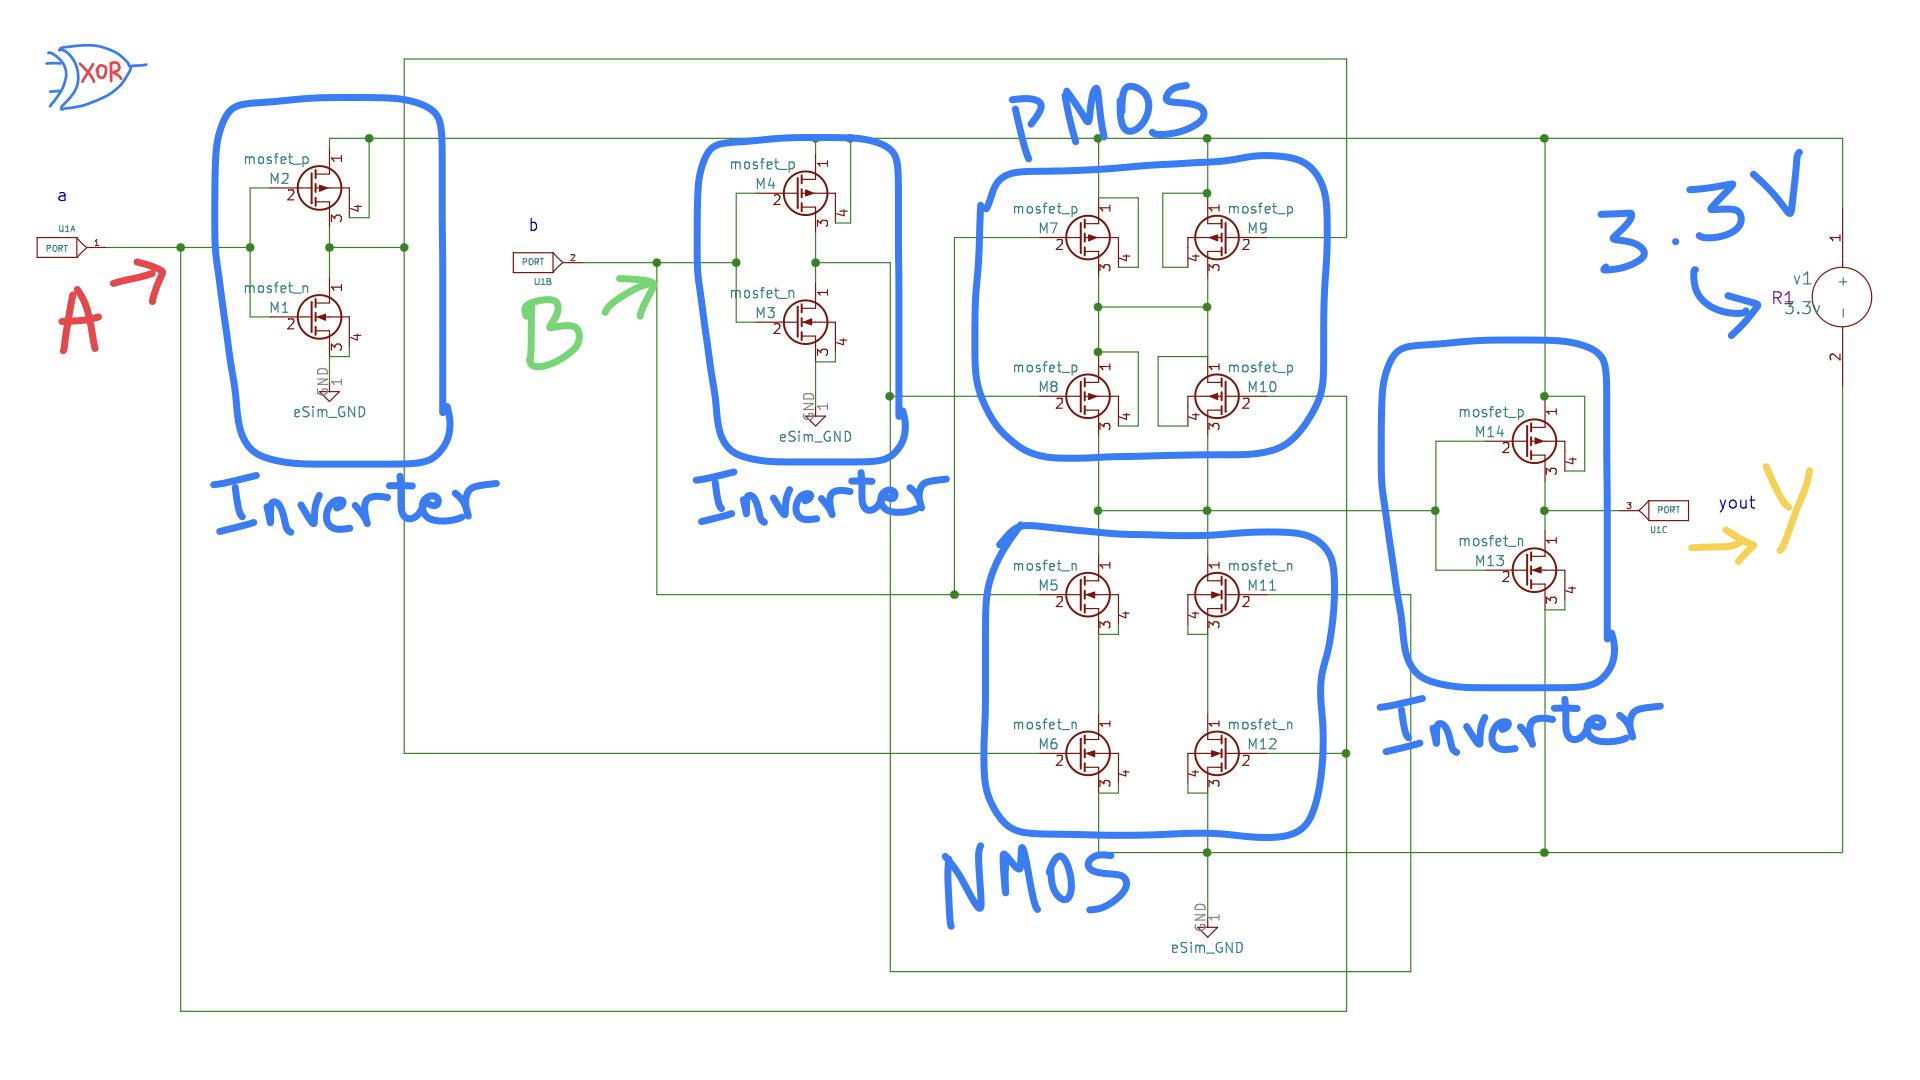 XOR
a
U1A
PORT 1
A
mosfet_p
M2
1
2
3
4
mosfet_n
M1
1
2
3
4
GND
1
eSim_GND
Inverter
b
PORT 2
U1B
B
mosfet_p
M4
1
2
3
4
mosfet_n
M3
1
2
3
4
GND
1
eSim_GND
Inverter
PMOS
mosfet_p
M7
1
2
3
4
mosfet_p
M9
1
2
3
4
mosfet_p
M8
1
2
3
4
mosfet_p
M10
1
2
3
4
mosfet_n
M5
1
2
3
4
mosfet_n
M11
1
2
3
4
mosfet_n
M6
1
2
3
4
mosfet_n
M12
1
2
3
4
NMOS
GND
1
eSim_GND
mosfet_p
M14
1
2
3
4
mosfet_n
M13
1
2
3
4
Inverter
3 PORT
U1C
yout
Y
3.3V
1
v1
R1
3.3v
+
2